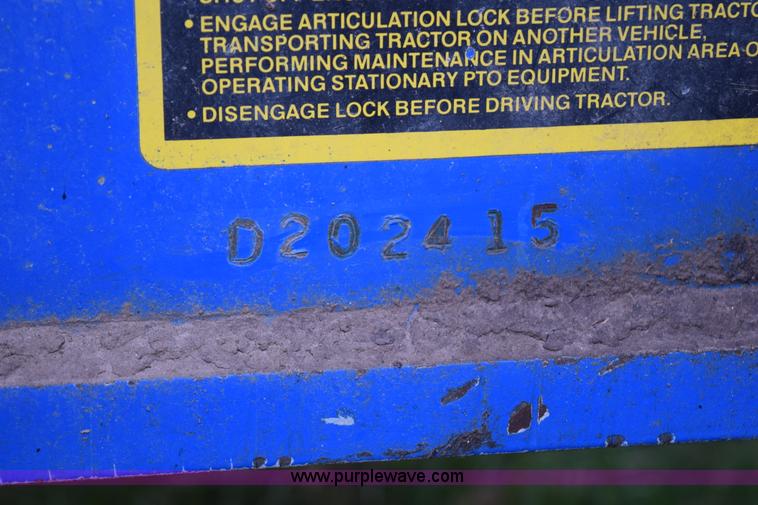 • ENGAGE ARTICULATION LOCK BEFORE LIFTING TRACTO
TRANSPORTING TRACTOR ON ANOTHER VEHICLE,
PERFORMING MAINTENANCE IN ARTICULATION AREA O
OPERATING STATIONARY PTO EQUIPMENT.
• DISENGAGE LOCK BEFORE DRIVING TRACTOR.
D202415
www.purplewave.com